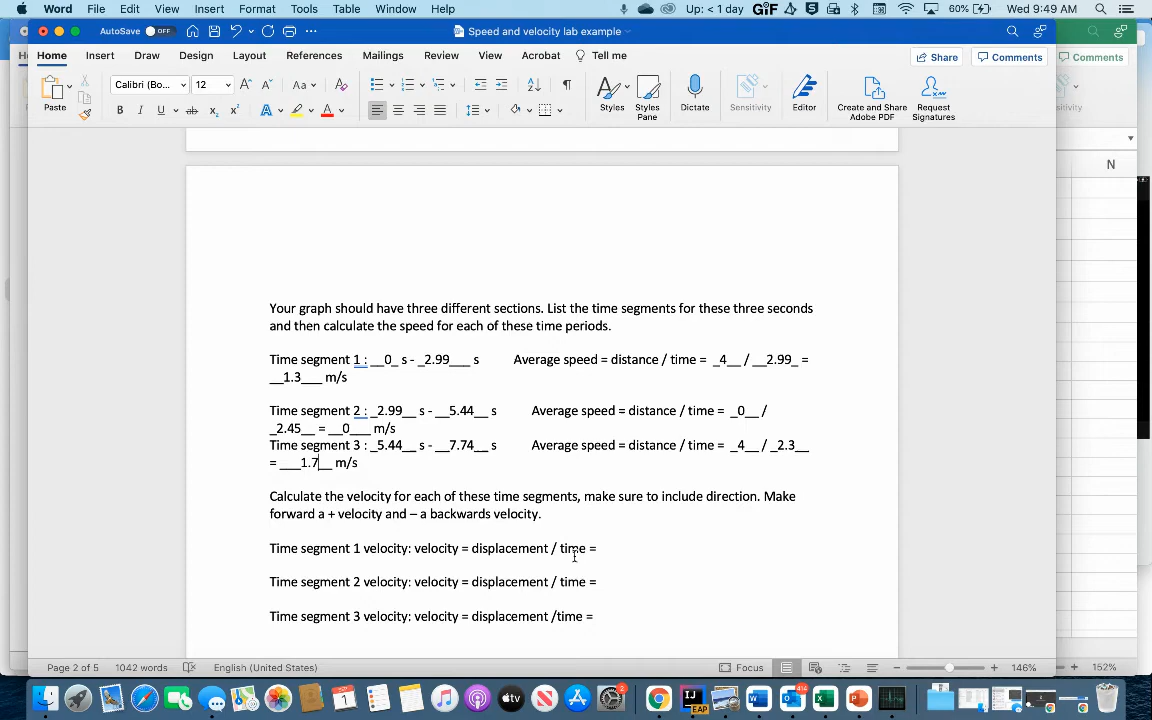 Word File Edit View Insert Format Tools Table Window Help Up: < 1 day GIF 60% Wed 9:49 AM
AutoSave OFF Speed and velocity lab example
Home Insert Draw Design Layout References Mailings Review View Acrobat Tell me Share Comments Comments
Calibri (Bo... 12 Aa
Paste Styles Styles Pane Dictate Sensitivity Editor Create and Share Adobe PDF Request Signatures
B I U ab x2 x2 A A
N
Your graph should have three different sections. List the time segments for these three seconds
and then calculate the speed for each of these time periods.
Time segment 1 : __0_ s - _2.99___ s Average speed = distance / time = _4__ / __2.99_ =
__1.3___ m/s
Time segment 2 : _2.99__ s - __5.44__ s Average speed = distance / time = _0__ /
_2.45__ = __0___ m/s
Time segment 3 : _5.44__ s - __7.74__ s Average speed = distance / time = _4__ / _2.3__
= ___1.7__ m/s
Calculate the velocity for each of these time segments, make sure to include direction. Make
forward a + velocity and – a backwards velocity.
Time segment 1 velocity: velocity = displacement / time =
Time segment 2 velocity: velocity = displacement / time =
Time segment 3 velocity: velocity = displacement /time =
Page 2 of 5 1042 words English (United States) Focus 146% 152%